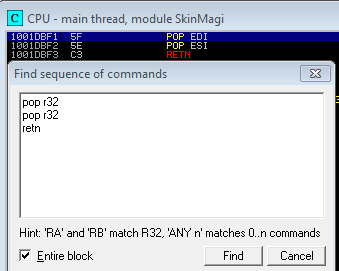 C CPU - main thread, module SkinMagi
1001DBF1 5F POP EDI
1001DBF2 5E POP ESI
1001DBF3 C3 RETN
Find sequence of commands
pop r32
pop r32
retn
Hint: 'RA' and 'RB' match R32, 'ANY n' matches 0..n commands
Entire block Find Cancel